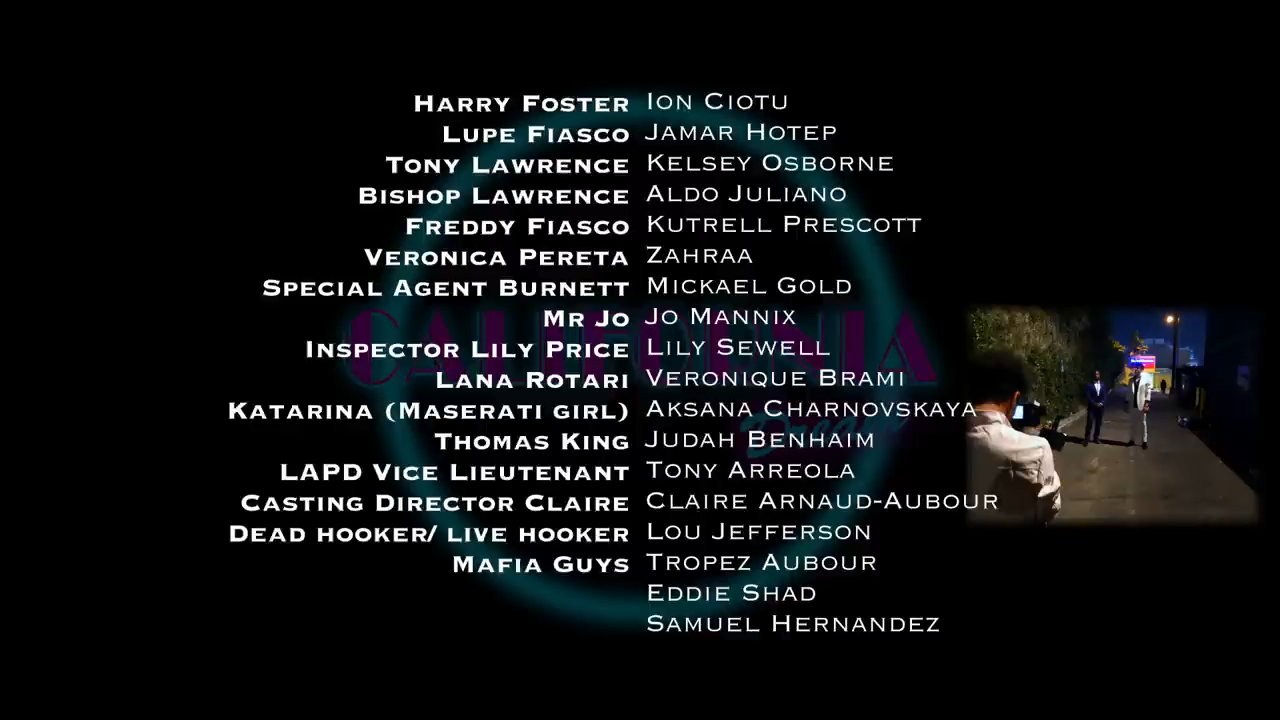 Harry Foster Ion Ciotu
Lupe Fiasco Jamar Hotep
Tony Lawrence Kelsey Osborne
Bishop Lawrence Aldo Juliano
Freddy Fiasco Kutrell Prescott
Veronica Pereta Zahraa
Special Agent Burnett Mickael Gold
Mr Jo Jo Mannix
Inspector Lily Price Lily Sewell
Lana Rotari Veronique Brami
Katarina (Maserati girl) Aksana Charnovskaya
Thomas King Judah Benhaim
LAPD Vice Lieutenant Tony Arreola
Casting Director Claire Claire Arnaud-Aubour
Dead hooker/ live hooker Lou Jefferson
Mafia Guys Tropez Aubour
Eddie Shad
Samuel Hernandez
CALIFORNIA
Dream